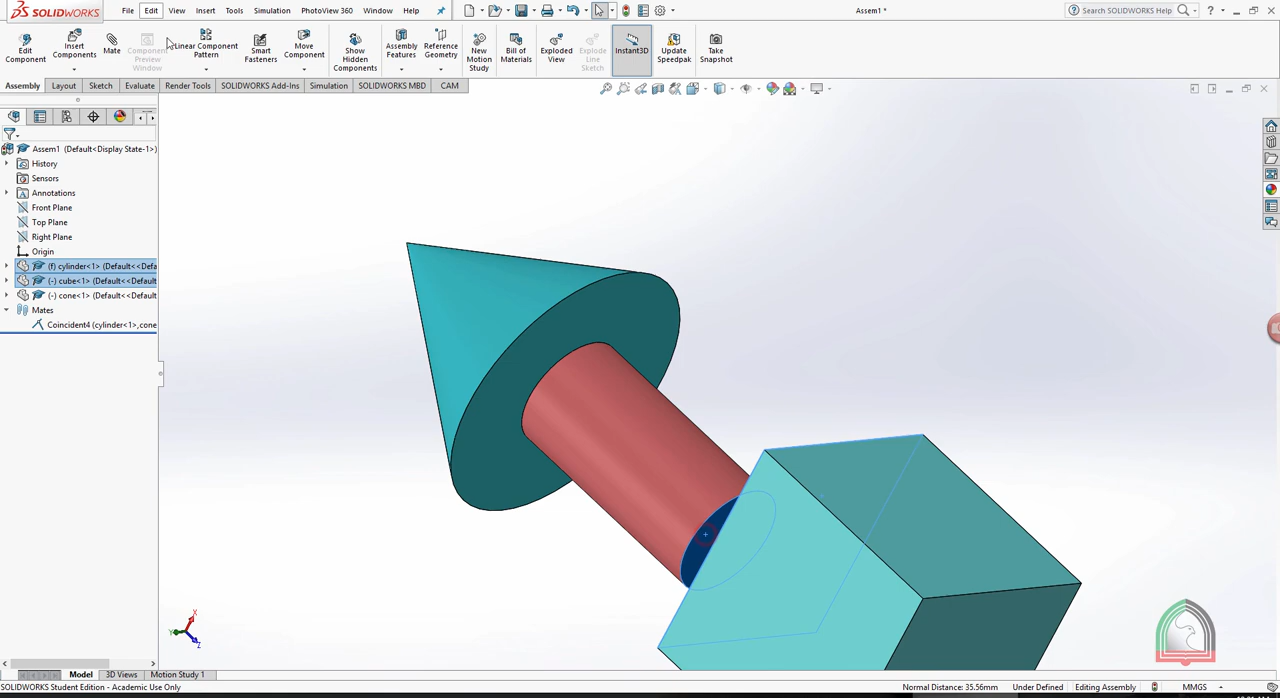 SOLIDWORKS File Edit View Insert Tools Simulation PhotoView 360 Window Help Assem1 * Search SOLIDWORKS Help
Edit Component
Insert Components
Mate
Component Preview Window
Linear Component Pattern
Smart Fasteners
Move Component
Show Hidden Components
Assembly Features
Reference Geometry
New Motion Study
Bill of Materials
Exploded View
Explode Line Sketch
Instant3D
Update Speedpak
Take Snapshot
Assembly Layout Sketch Evaluate Render Tools SOLIDWORKS Add-Ins Simulation SOLIDWORKS MBD CAM
Assem1 (Default<Display State-1>)
History
Sensors
Annotations
Front Plane
Top Plane
Right Plane
Origin
(f) cylinder<1> (Default<<Defa
(-) cube<1> (Default<<Default
(-) cone<1> (Default<<Default
Mates
Coincident4 (cylinder<1>,cone
X
Y
Z
Model 3D Views Motion Study 1
SOLIDWORKS Student Edition - Academic Use Only Normal Distance: 35.56mm Under Defined Editing Assembly MMGS